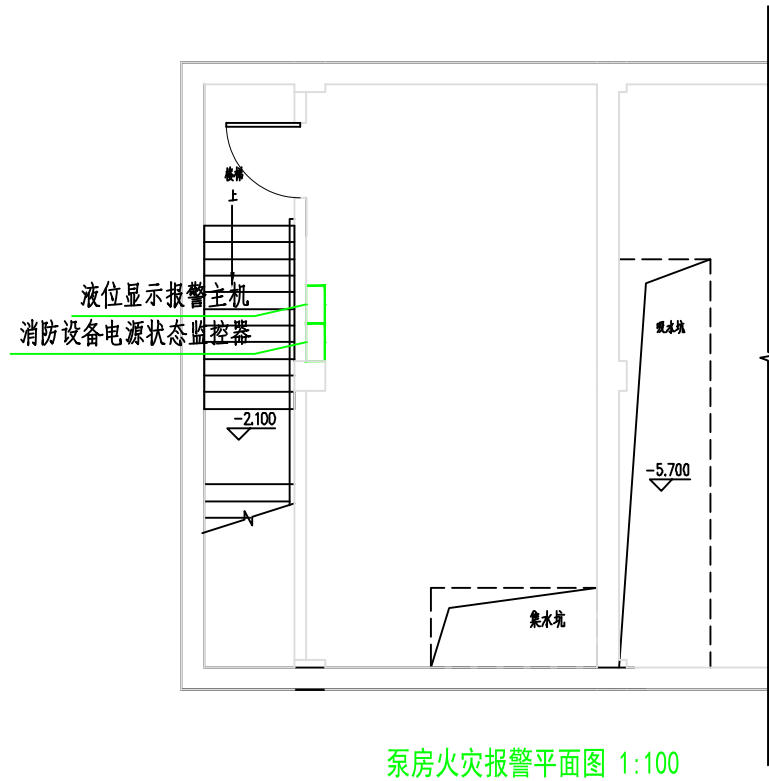 楼梯
上
液位显示报警主机
消防设备电源状态监控器
吸水坑
-2.100
-5.700
集水坑
泵房火灾报警平面图 1:100